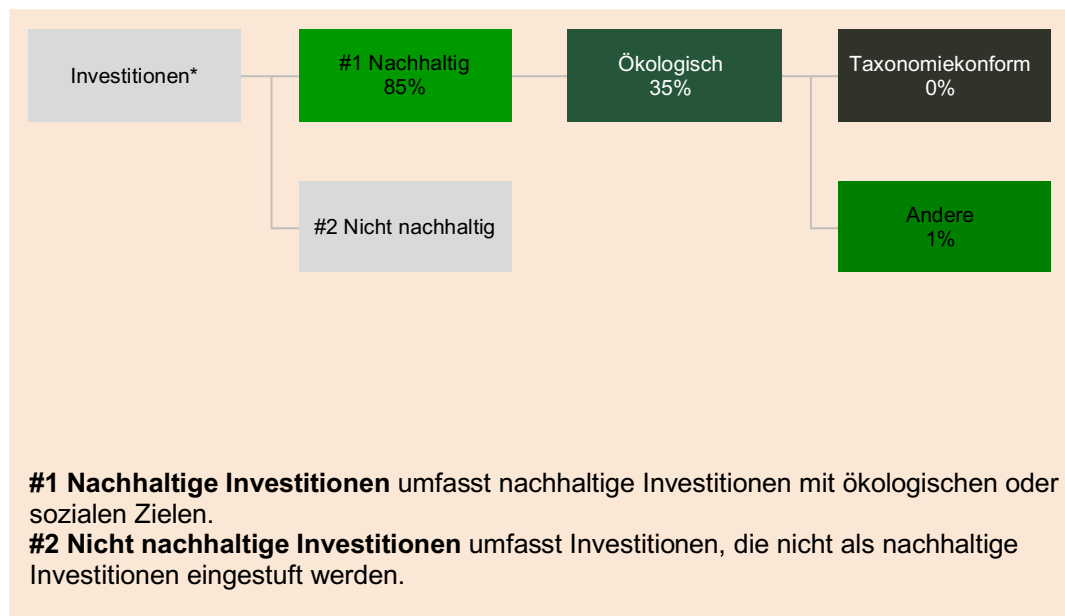 Investitionen*
#1 Nachhaltig
85%
Ökologisch
35%
Taxonomiekonform
0%
#2 Nicht nachhaltig
Andere
1%
#1 Nachhaltige Investitionen umfasst nachhaltige Investitionen mit ökologischen oder
sozialen Zielen.
#2 Nicht nachhaltige Investitionen umfasst Investitionen, die nicht als nachhaltige
Investitionen eingestuft werden.